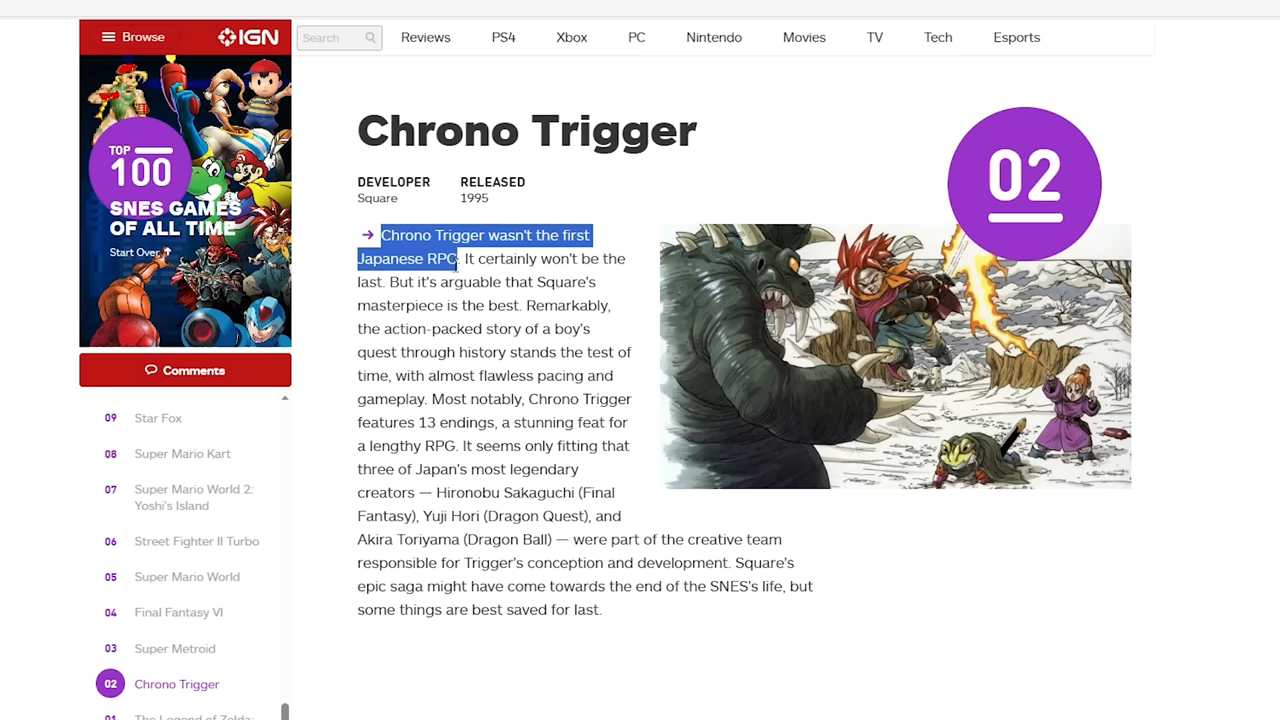 Browse
IGN
Search
Reviews
PS4
Xbox
PC
Nintendo
Movies
TV
Tech
Esports
TOP
100
SNES GAMES
OF ALL TIME
Start Over
Comments
09 Star Fox
08 Super Mario Kart
07 Super Mario World 2:
Yoshi's Island
06 Street Fighter II Turbo
05 Super Mario World
04 Final Fantasy VI
03 Super Metroid
02 Chrono Trigger
01 The Legend of Zelda:
Chrono Trigger
02
DEVELOPER
Square
RELEASED
1995
→ Chrono Trigger wasn't the first
Japanese RPG. It certainly won't be the
last. But it's arguable that Square's
masterpiece is the best. Remarkably,
the action-packed story of a boy's
quest through history stands the test of
time, with almost flawless pacing and
gameplay. Most notably, Chrono Trigger
features 13 endings, a stunning feat for
a lengthy RPG. It seems only fitting that
three of Japan's most legendary
creators — Hironobu Sakaguchi (Final
Fantasy), Yuji Hori (Dragon Quest), and
Akira Toriyama (Dragon Ball) — were part of the creative team
responsible for Trigger's conception and development. Square's
epic saga might have come towards the end of the SNES's life, but
some things are best saved for last.